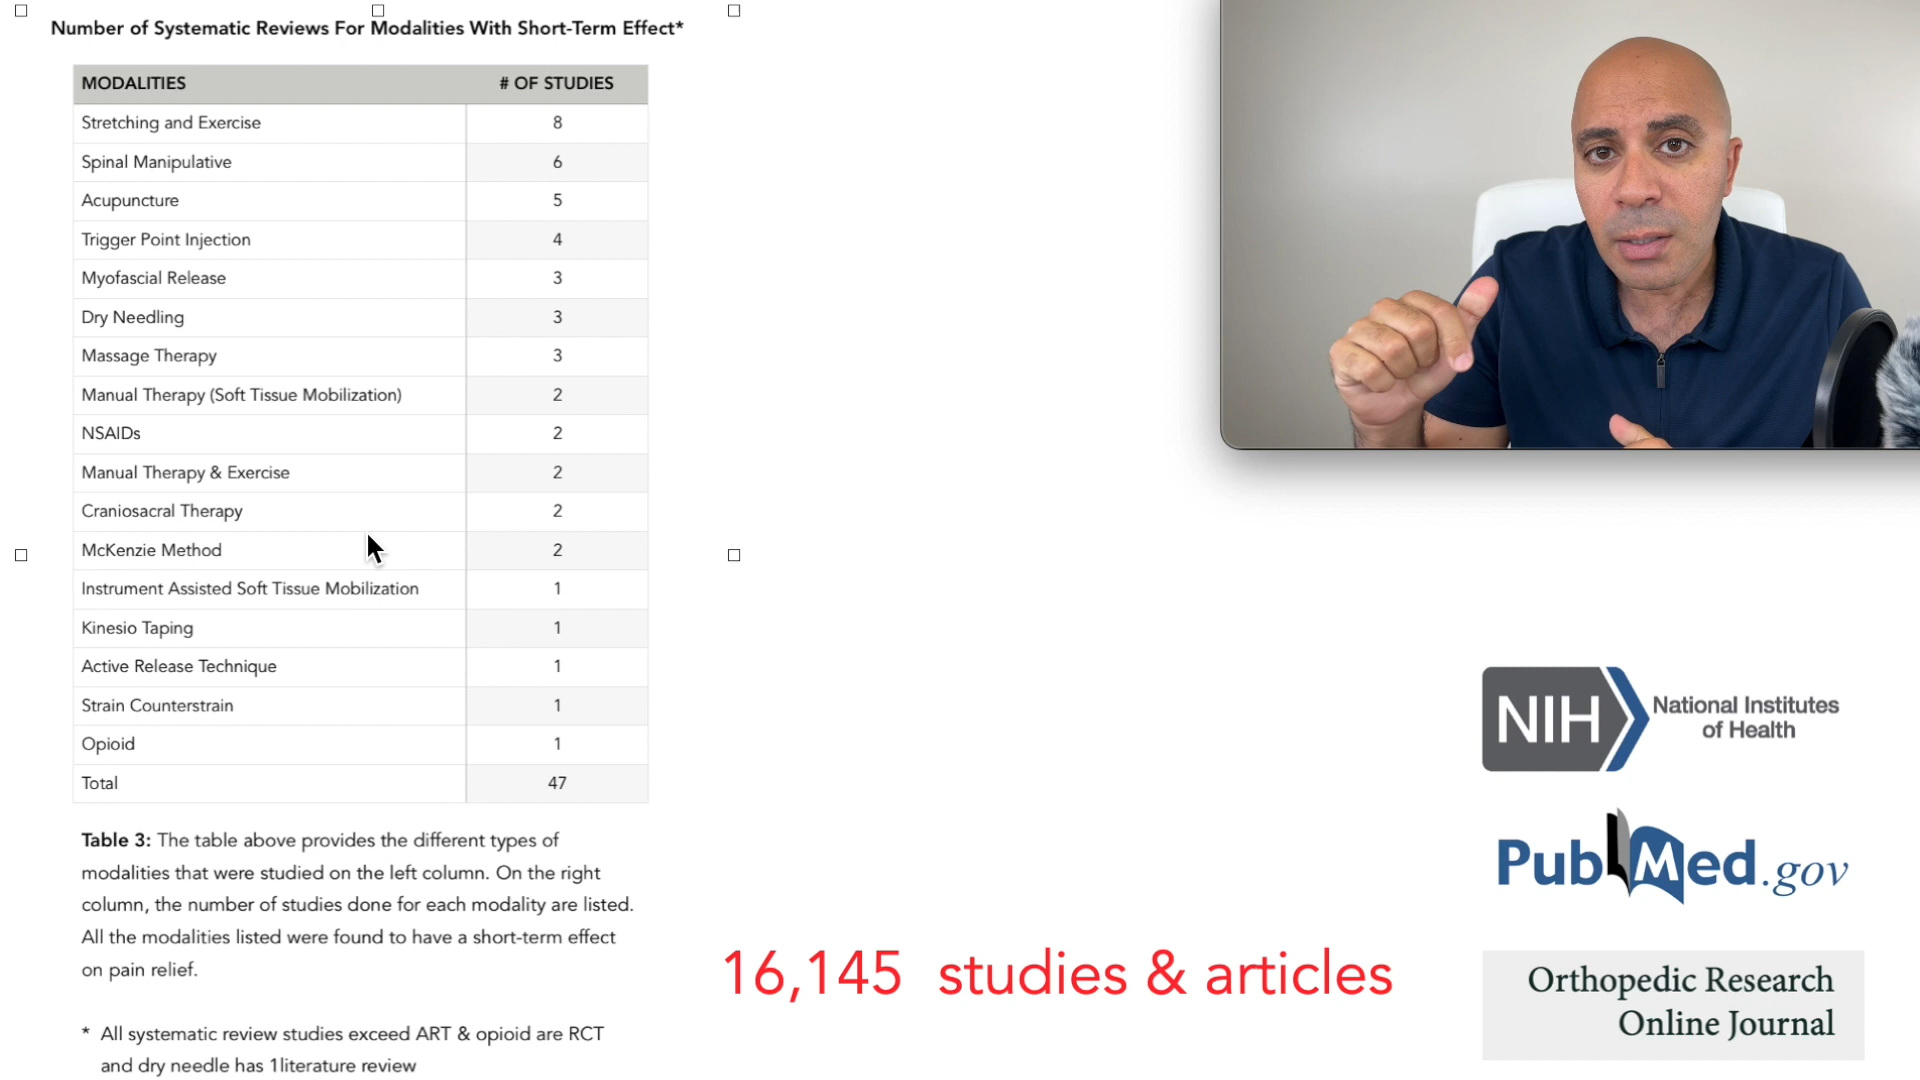 Number of Systematic Reviews For Modalities With Short-Term Effect*
MODALITIES # OF STUDIES
Stretching and Exercise 8
Spinal Manipulative 6
Acupuncture 5
Trigger Point Injection 4
Myofascial Release 3
Dry Needling 3
Massage Therapy 3
Manual Therapy (Soft Tissue Mobilization) 2
NSAIDs 2
Manual Therapy & Exercise 2
Craniosacral Therapy 2
McKenzie Method 2
Instrument Assisted Soft Tissue Mobilization 1
Kinesio Taping 1
Active Release Technique 1
Strain Counterstrain 1
Opioid 1
Total 47
Table 3: The table above provides the different types of
modalities that were studied on the left column. On the right
column, the number of studies done for each modality are listed.
All the modalities listed were found to have a short-term effect
on pain relief.
* All systematic review studies exceed ART & opioid are RCT
and dry needle has 1literature review
16,145 studies & articles
NIH National Institutes
of Health
PubMed.gov
Orthopedic Research
Online Journal